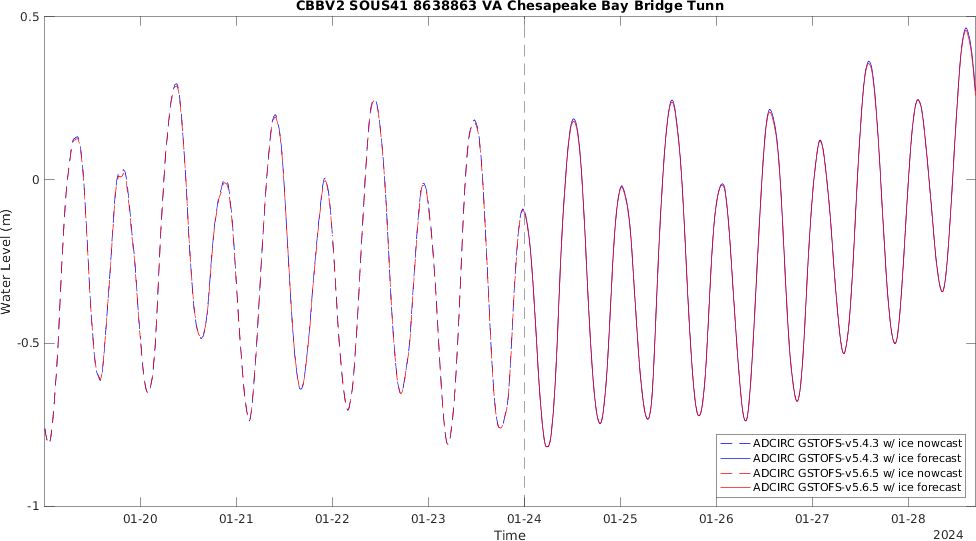 CBBV2 SOUS41 8638863 VA Chesapeake Bay Bridge Tunn
0.5
0
-0.5
-1
Water Level (m)
ADCIRC GSTOFS-v5.4.3 w/ ice nowcast
ADCIRC GSTOFS-v5.4.3 w/ ice forecast
ADCIRC GSTOFS-v5.6.5 w/ ice nowcast
ADCIRC GSTOFS-v5.6.5 w/ ice forecast
01-20 01-21 01-22 01-23 01-24 01-25 01-26 01-27 01-28
Time
2024